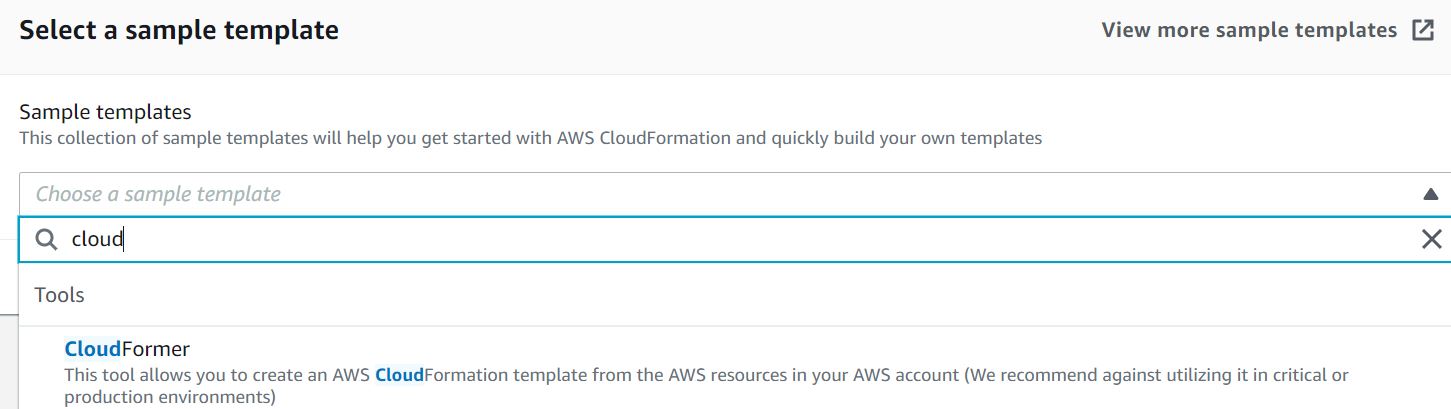 Select a sample template
View more sample templates
Sample templates
This collection of sample templates will help you get started with AWS CloudFormation and quickly build your own templates
Choose a sample template
cloud
Tools
CloudFormer
This tool allows you to create an AWS CloudFormation template from the AWS resources in your AWS account (We recommend against utilizing it in critical or
production environments)